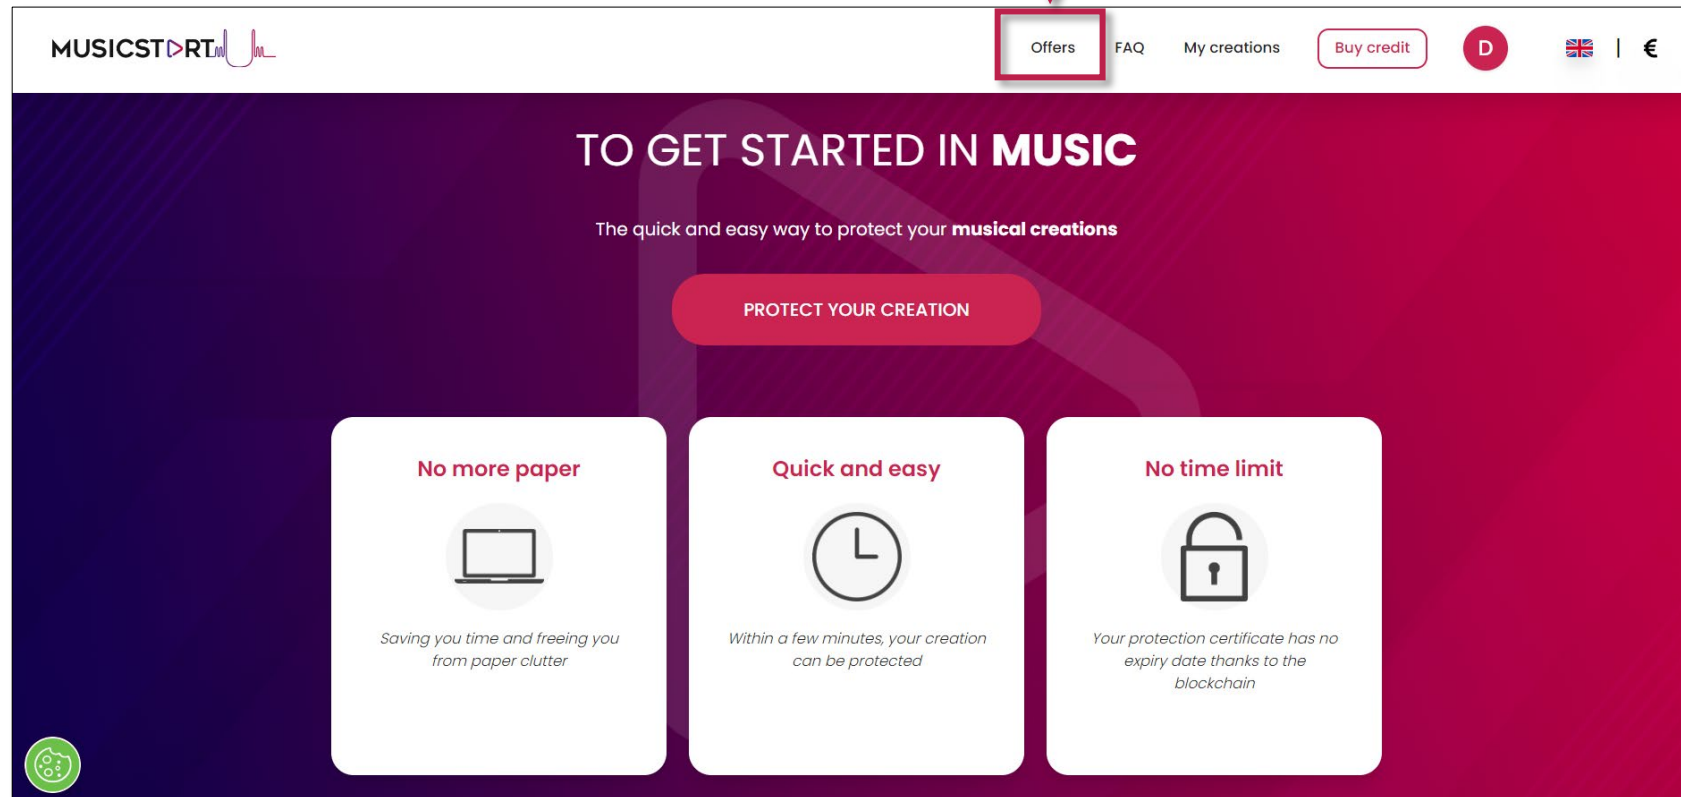 MUSICSTART
Offers
FAQ
My creations
Buy credit
D
| €
TO GET STARTED IN MUSIC
The quick and easy way to protect your musical creations
PROTECT YOUR CREATION
No more paper
Saving you time and freeing you
from paper clutter
Quick and easy
Within a few minutes, your creation
can be protected
No time limit
Your protection certificate has no
expiry date thanks to the
blockchain